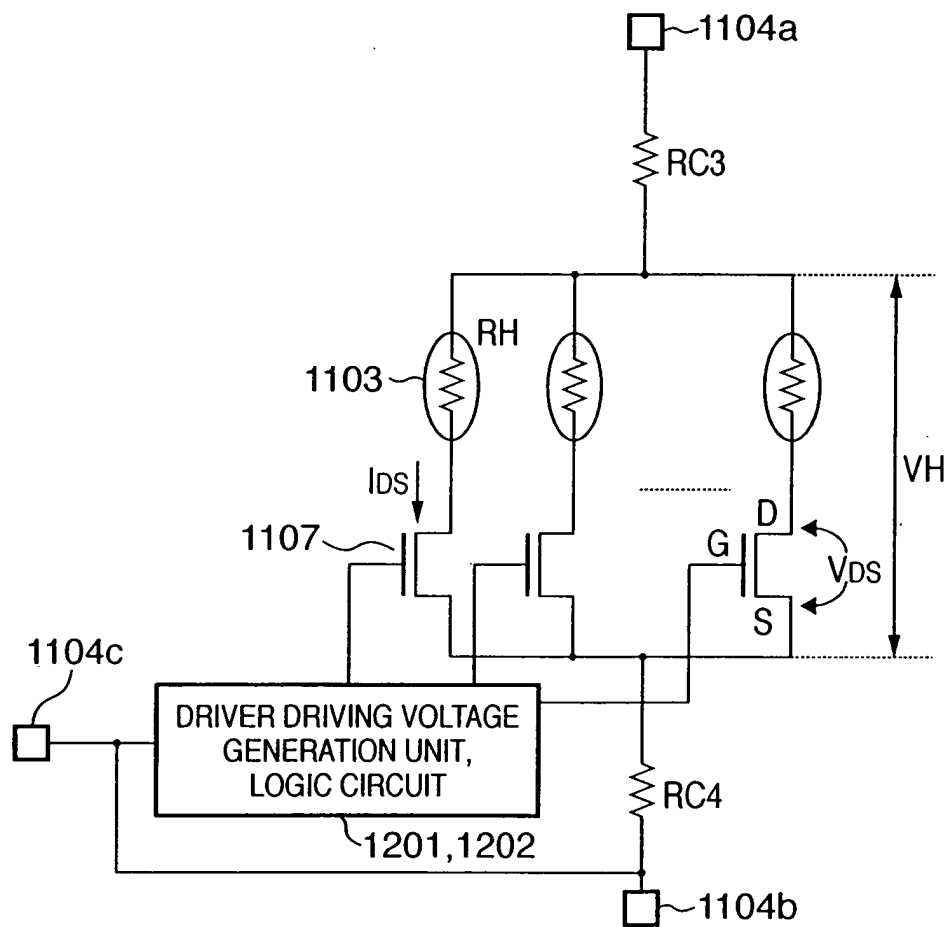 1104a
RC3
RH
1103
VH
IDS
D
1107
G
VDS
S
1104c
DRIVER DRIVING VOLTAGE
GENERATION UNIT,
LOGIC CIRCUIT
RC4
1201,1202
1104b